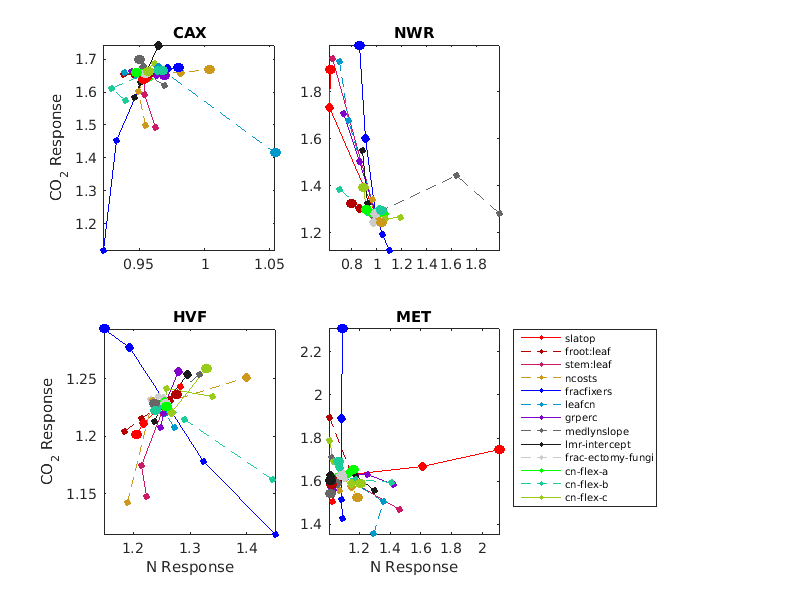 CAX
1.7
1.6
1.5
1.4
1.3
1.2
CO2 Response
0.95
1
1.05
NWR
1.8
1.6
1.4
1.2
0.8
1
1.2
1.4
1.6
1.8
HVF
1.25
1.2
1.15
CO2 Response
1.2
1.3
1.4
N Response
MET
2.2
2
1.8
1.6
1.4
1.2
1.4
1.6
1.8
2
N Response
slatop
froot:leaf
stem:leaf
ncosts
fracfixers
leafcn
grperc
medlynslope
lmr-intercept
frac-ectomy-fungi
cn-flex-a
cn-flex-b
cn-flex-c